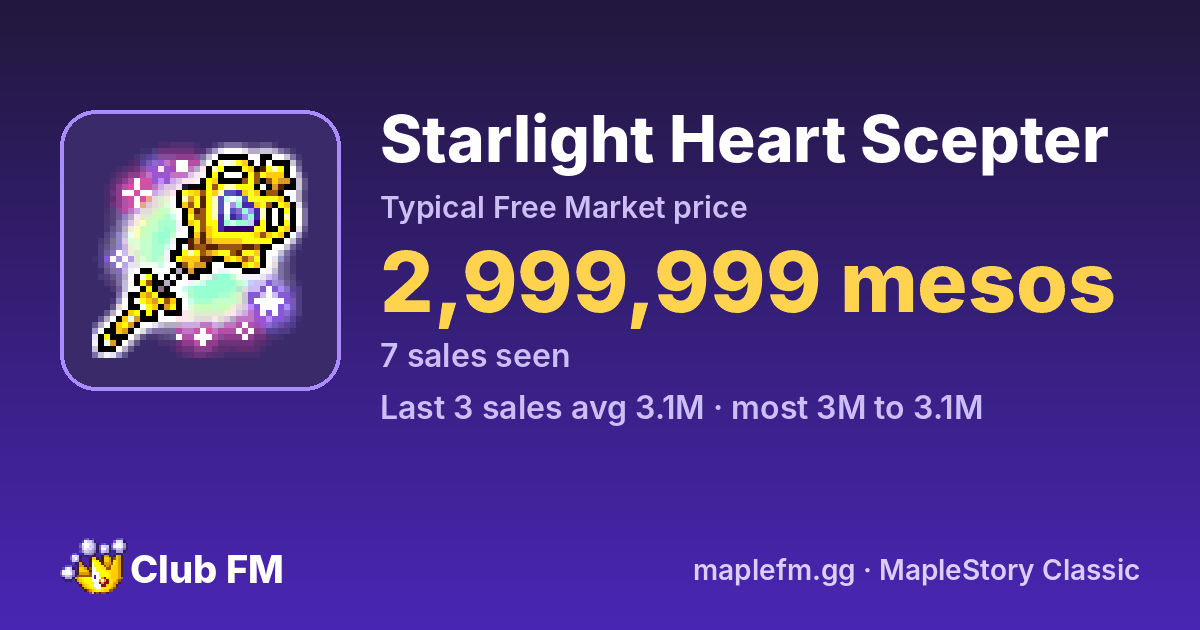 Starlight Heart Scepter
Typical Free Market price
2,999,999 mesos
7 sales seen
Last 3 sales avg 3.1M · most 3M to 3.1M
Club FM
maplefm.gg · MapleStory Classic